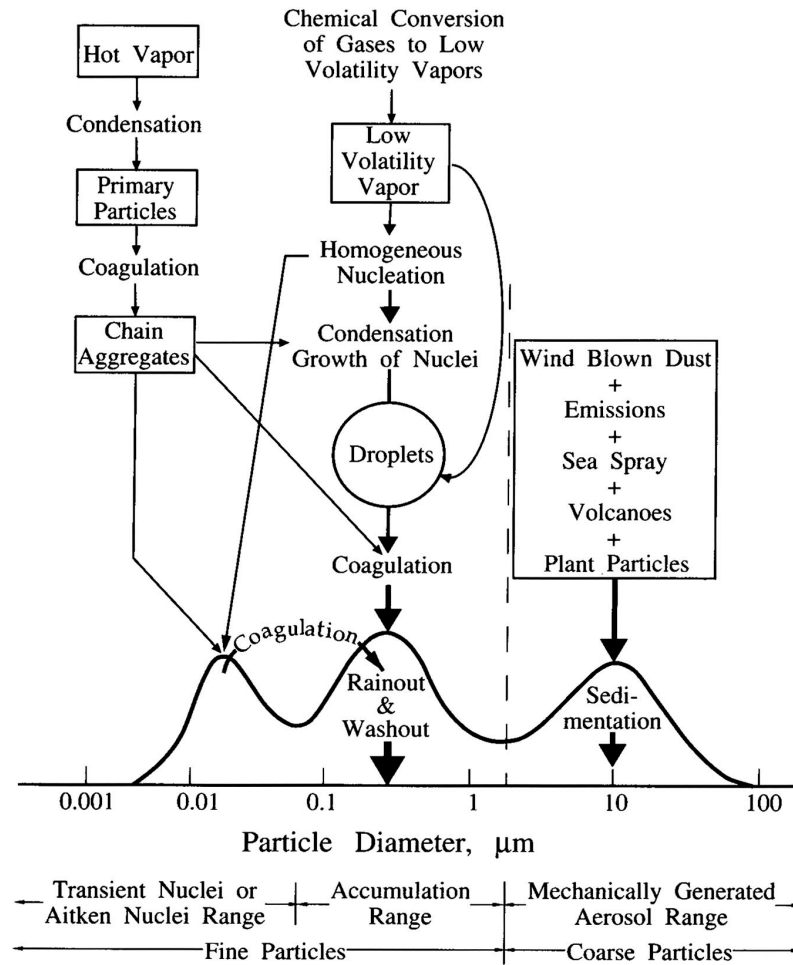 Hot Vapor
Condensation
Primary
Particles
Coagulation
Chain
Aggregates
Chemical Conversion
of Gases to Low
Volatility Vapors
Low
Volatility
Vapor
Homogeneous
Nucleation
Condensation
Growth of Nuclei
Droplets
Coagulation
Wind Blown Dust
+
Emissions
+
Sea Spray
+
Volcanoes
+
Plant Particles
Coagulation
Rainout
&
Washout
Sedi-
mentation
0.001 0.01 0.1 1 10 100
Particle Diameter, μm
Transient Nuclei or
Aitken Nuclei Range
Accumulation
Range
Mechanically Generated
Aerosol Range
Fine Particles
Coarse Particles